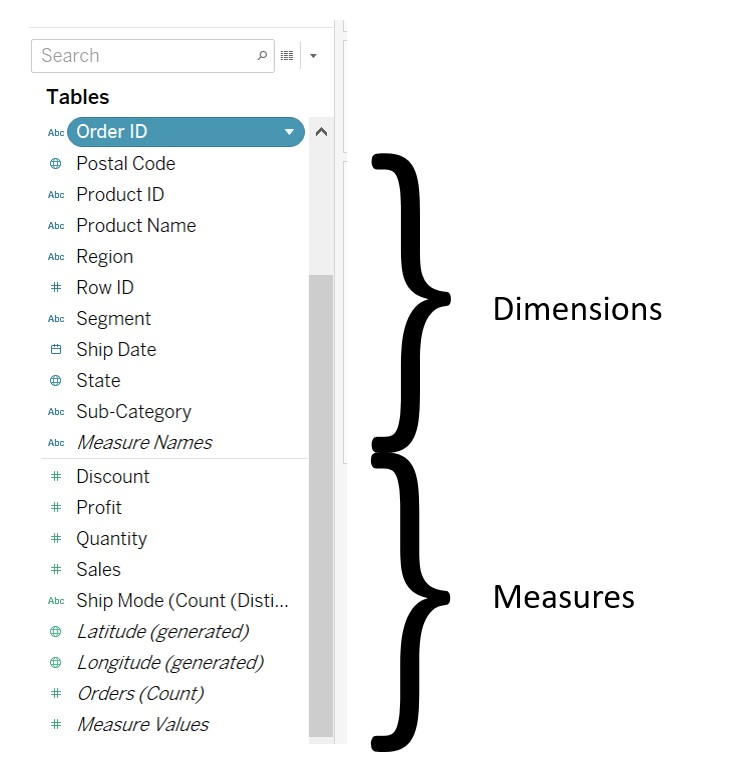 Search
Tables
Abc Order ID
Postal Code
Abc Product ID
Abc Product Name
Abc Region
# Row ID
Abc Segment
Ship Date
State
Abc Sub-Category
Abc Measure Names
Dimensions
# Discount
# Profit
# Quantity
# Sales
Abc Ship Mode (Count (Disti...
Latitude (generated)
Longitude (generated)
# Orders (Count)
# Measure Values
Measures